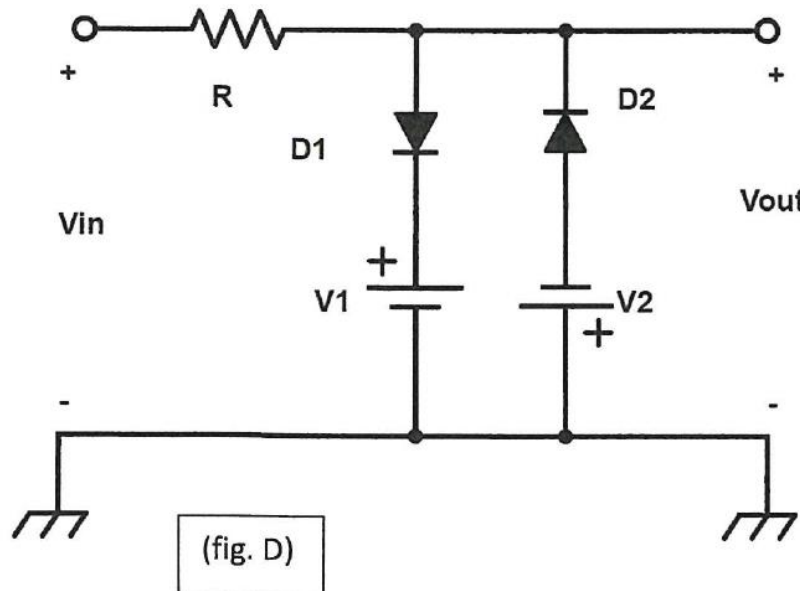 +
R
D1
D2
+
Vin
Vout
+
V1
V2
+
-
-
(fig. D)